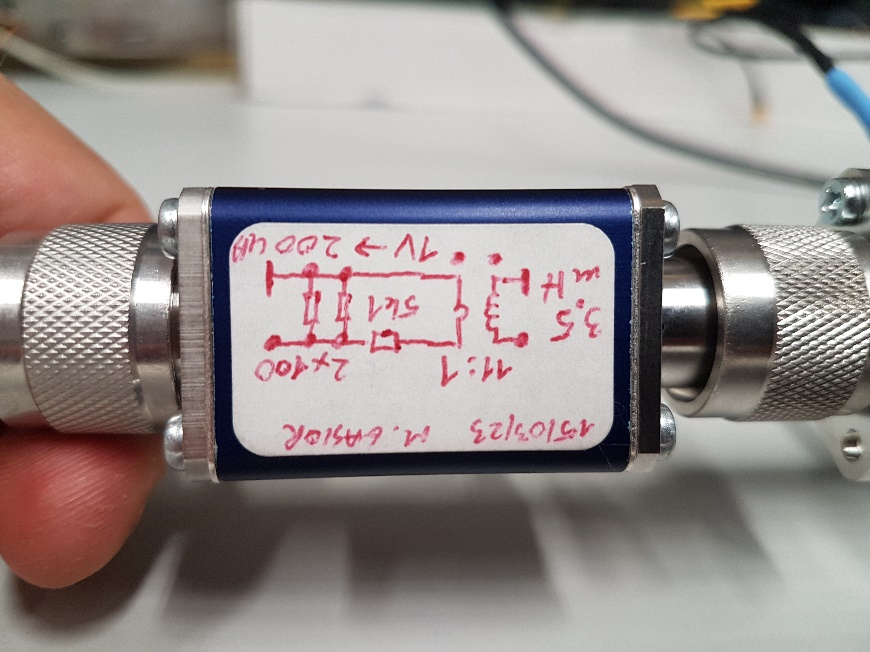 15/03/23 M. GASIOR
11:1 2x100
3,5 5k1
mH
1V → 200 uA